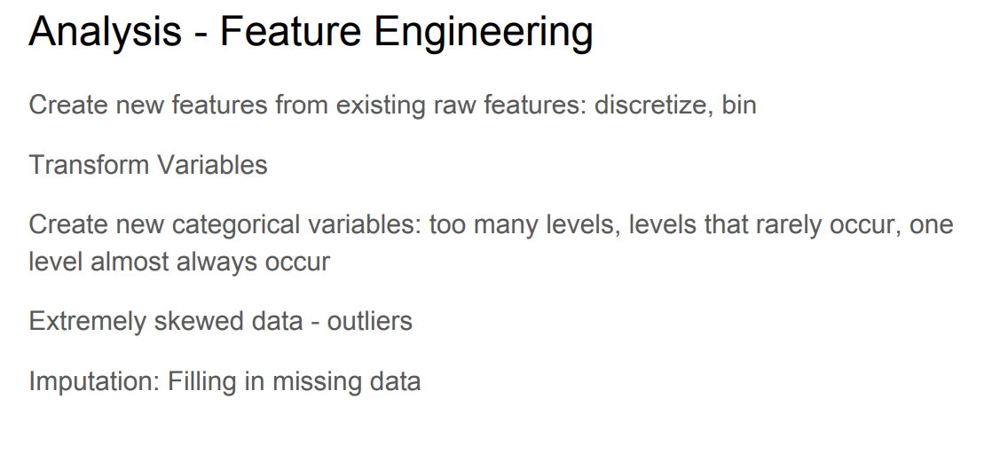 Analysis - Feature Engineering
Create new features from existing raw features: discretize, bin
Transform Variables
Create new categorical variables: too many levels, levels that rarely occur, one
level almost always occur
Extremely skewed data - outliers
Imputation: Filling in missing data